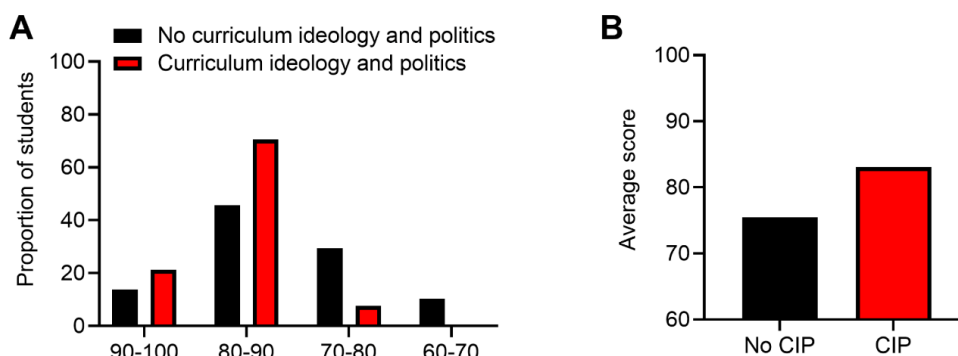 A
No curriculum ideology and politics
Curriculum ideology and politics
Proportion of students
100
80
60
40
20
0
90-100 80-90 70-80 60-70
B
Average score
100
90
80
70
60
No CIP CIP